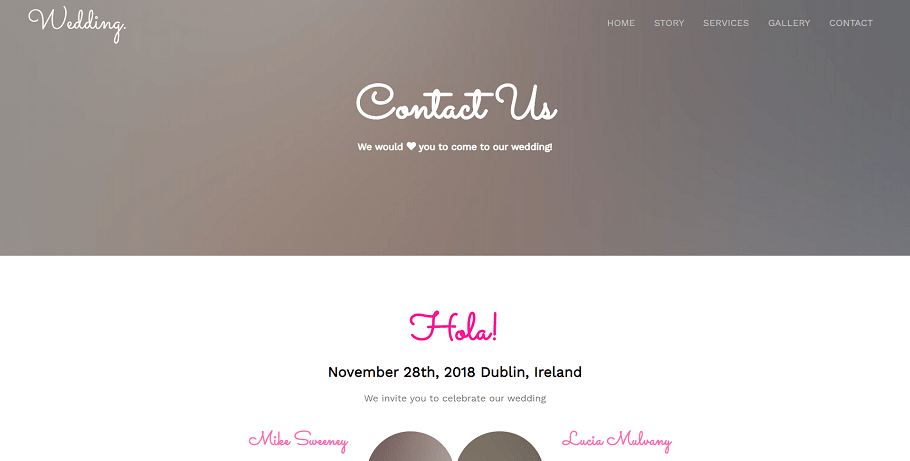 Wedding.
HOME STORY SERVICES GALLERY CONTACT
Contact Us
We would ❤ you to come to our wedding!
Hola!
November 28th, 2018 Dublin, Ireland
We invite you to celebrate our wedding
Mike Sweeney
Lucia Mulvany